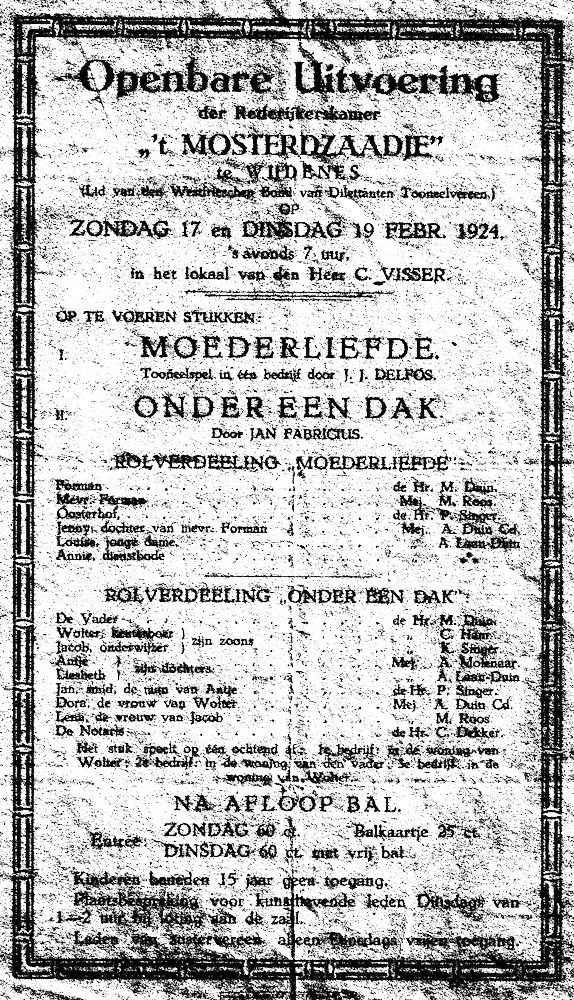 Openbare Uitvoering
der Rederijkerskamer
„'t MOSTERDZAADJE”
te WIJDENES
(Lid van den Westfrieschen Bond van Dilettanten Tooneelvereen.)
OP
ZONDAG 17 en DINSDAG 19 FEBR. 1924,
's avonds 7 uur,
in het lokaal van den Heer C. VISSER.
OP TE VOEREN STUKKEN:
I. MOEDERLIEFDE.
Tooneelspel in één bedrijf door J. J. DELFOS.
II. ONDER EEN DAK.
Door JAN FABRICIUS.
ROLVERDEELING „MOEDERLIEFDE”:
Forman de Hr. M. Duin.
Mevr. Forman Mej. M. Roos
Oosterhof, de Hr. P. Singer.
Jenny, dochter van mevr. Forman Mej. A. Duin Cd.
Louise, jonge dame, „ A. Laan-Duin
Annie, dienstbode
ROLVERDEELING „ONDER EEN DAK”:
De Vader de Hr. M. Duin.
Wolter, keuterboer } „ C. Haar
Jacob, onderwijzer } zijn zoons „ K. Singer
Antje } Mej. A. Molenaar.
Liesbeth } zijn dochters. „ A. Laan-Duin
Jan, smid, de man van Antje de Hr. P. Singer.
Dora, de vrouw van Wolter Mej. A. Duin Cd.
Lena, de vrouw van Jacob „ M. Roos
De Notaris de Hr. C. Dekker.
Het stuk speelt op één ochtend af. 1e bedrijf: in de woning van
Wolter; 2e bedrijf: in de woning van den vader; 3e bedrijf: in de
woning van Wolter.
NA AFLOOP BAL.
Entrée: ZONDAG 60 ct. Balkaartje 25 ct.
DINSDAG 60 ct. met vrij bal
Kinderen beneden 15 jaar geen toegang.
Plaatsbespreking voor kunstlievende leden Dinsdags van
1—2 uur bij loting aan de zaal.
Leden van zustervereen. alleen Dinsdags vrijen toegang.